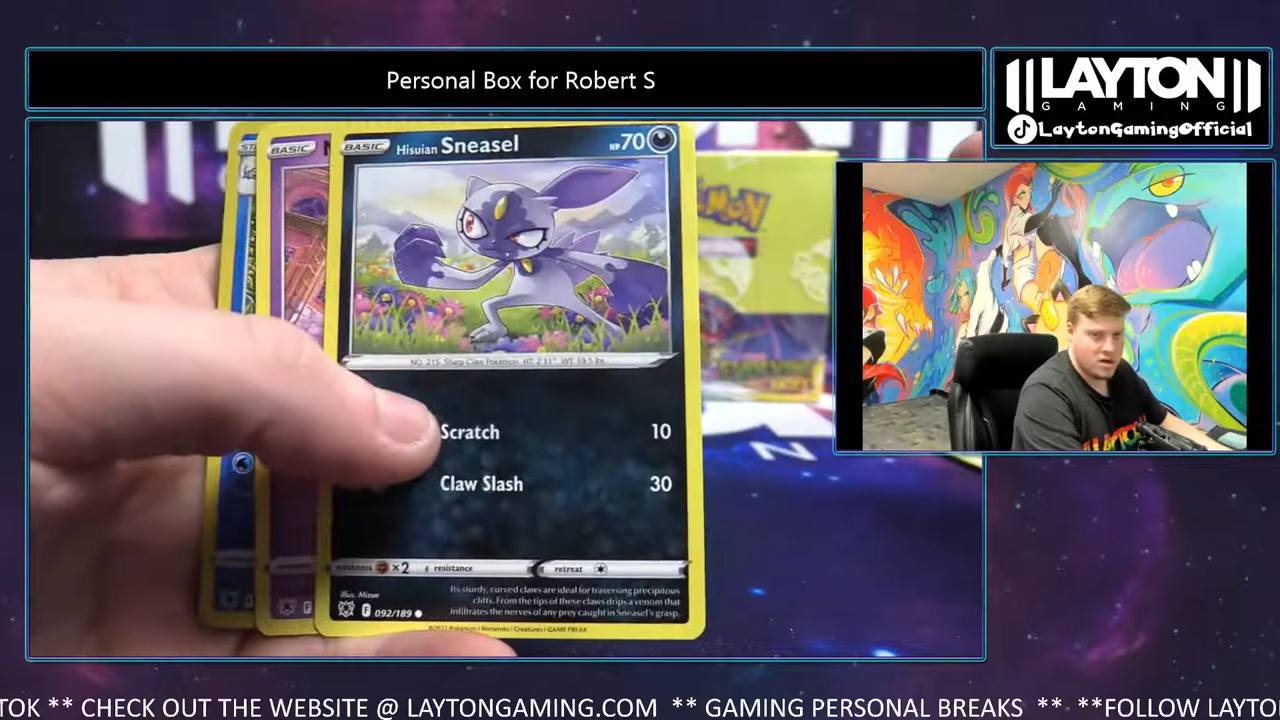 Personal Box for Robert S
LAYTON
GAMING
LaytonGamingOfficial
BASIC
BASIC Hisuian Sneasel HP 70
NO. 215 Sharp Claw Pokémon HT: 2'11" WT: 59.5 lbs.
Scratch 10
Claw Slash 30
weakness ×2 resistance retreat
Illus. Mizue
Its sturdy, curved claws are ideal for traversing precipitous
cliffs. From the tips of these claws drips a venom that
infiltrates the nerves of any prey caught in Sneasel's grasp.
F 092/189
©2022 Pokémon / Nintendo / Creatures / GAME FREAK
TOK ** CHECK OUT THE WEBSITE @ LAYTONGAMING.COM ** GAMING PERSONAL BREAKS ** **FOLLOW LAYTO